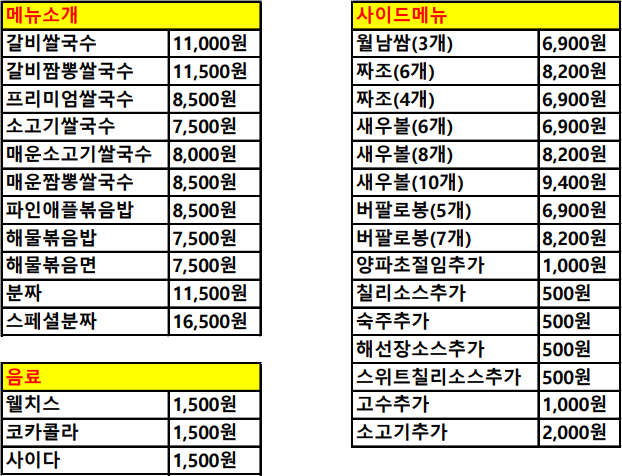 메뉴소개
갈비쌀국수 11,000원
갈비짬뽕쌀국수 11,500원
프리미엄쌀국수 8,500원
소고기쌀국수 7,500원
매운소고기쌀국수 8,000원
매운짬뽕쌀국수 8,500원
파인애플볶음밥 8,500원
해물볶음밥 7,500원
해물볶음면 7,500원
분짜 11,500원
스페셜분짜 16,500원
음료
웰치스 1,500원
코카콜라 1,500원
사이다 1,500원
사이드메뉴
월남쌈(3개) 6,900원
짜조(6개) 8,200원
짜조(4개) 6,900원
새우볼(6개) 6,900원
새우볼(8개) 8,200원
새우볼(10개) 9,400원
버팔로봉(5개) 6,900원
버팔로봉(7개) 8,200원
양파초절임추가 1,000원
칠리소스추가 500원
숙주추가 500원
해선장소스추가 500원
스위트칠리소스추가 500원
고수추가 1,000원
소고기추가 2,000원